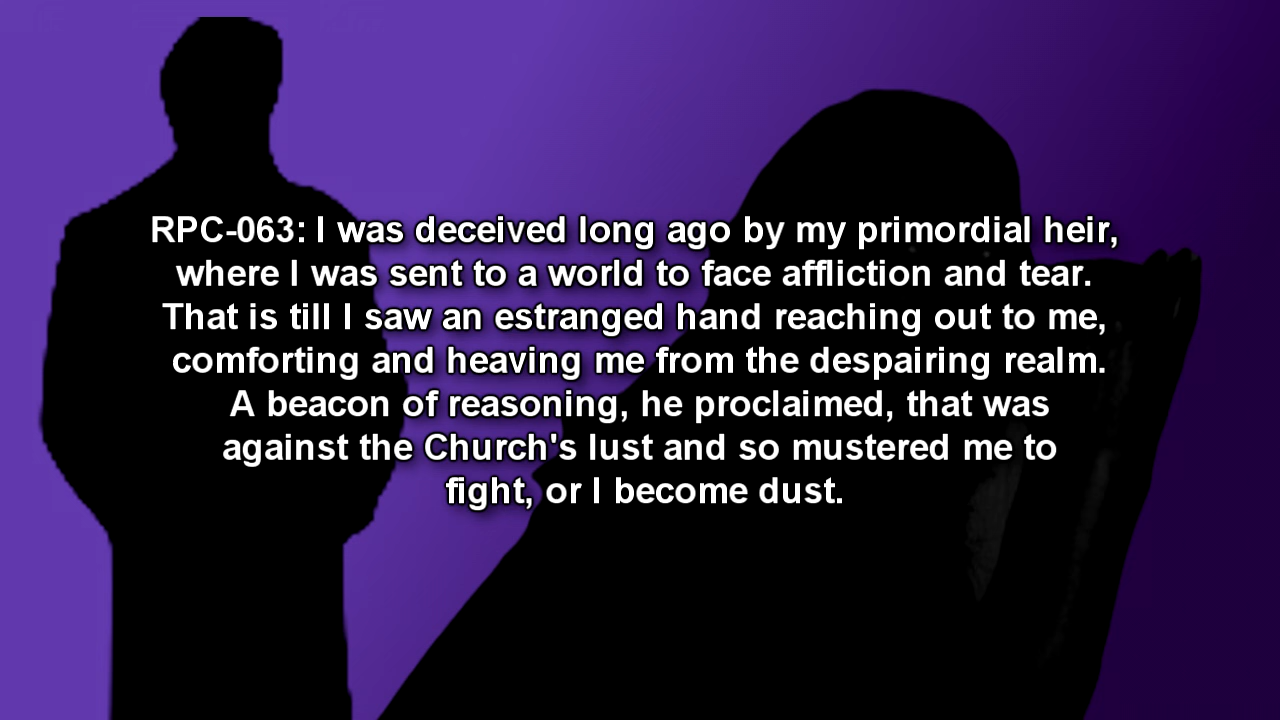 RPC-063: I was deceived long ago by my primordial heir,
where I was sent to a world to face affliction and tear.
That is till I saw an estranged hand reaching out to me,
comforting and heaving me from the despairing realm.
A beacon of reasoning, he proclaimed, that was
against the Church's lust and so mustered me to
fight, or I become dust.